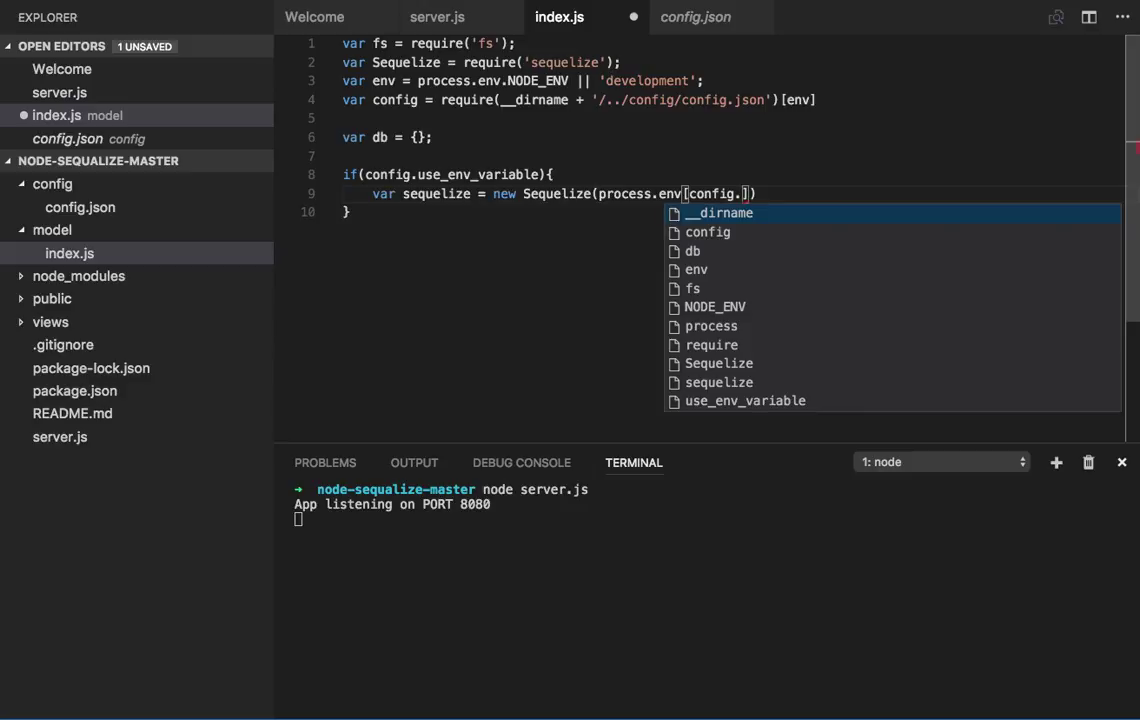 EXPLORER
Welcome server.js index.js config.json
OPEN EDITORS 1 UNSAVED
Welcome
server.js
index.js model
config.json config
NODE-SEQUALIZE-MASTER
config
config.json
model
index.js
node_modules
public
views
.gitignore
package-lock.json
package.json
README.md
server.js
1 var fs = require('fs');
2 var Sequelize = require('sequelize');
3 var env = process.env.NODE_ENV || 'development';
4 var config = require(__dirname + '/../config/config.json')[env]
5
6 var db = {};
7
8 if(config.use_env_variable){
9 var sequelize = new Sequelize(process.env[config.])
10 }
__dirname
config
db
env
fs
NODE_ENV
process
require
Sequelize
sequelize
use_env_variable
PROBLEMS OUTPUT DEBUG CONSOLE TERMINAL 1: node
→ node-sequalize-master node server.js
App listening on PORT 8080